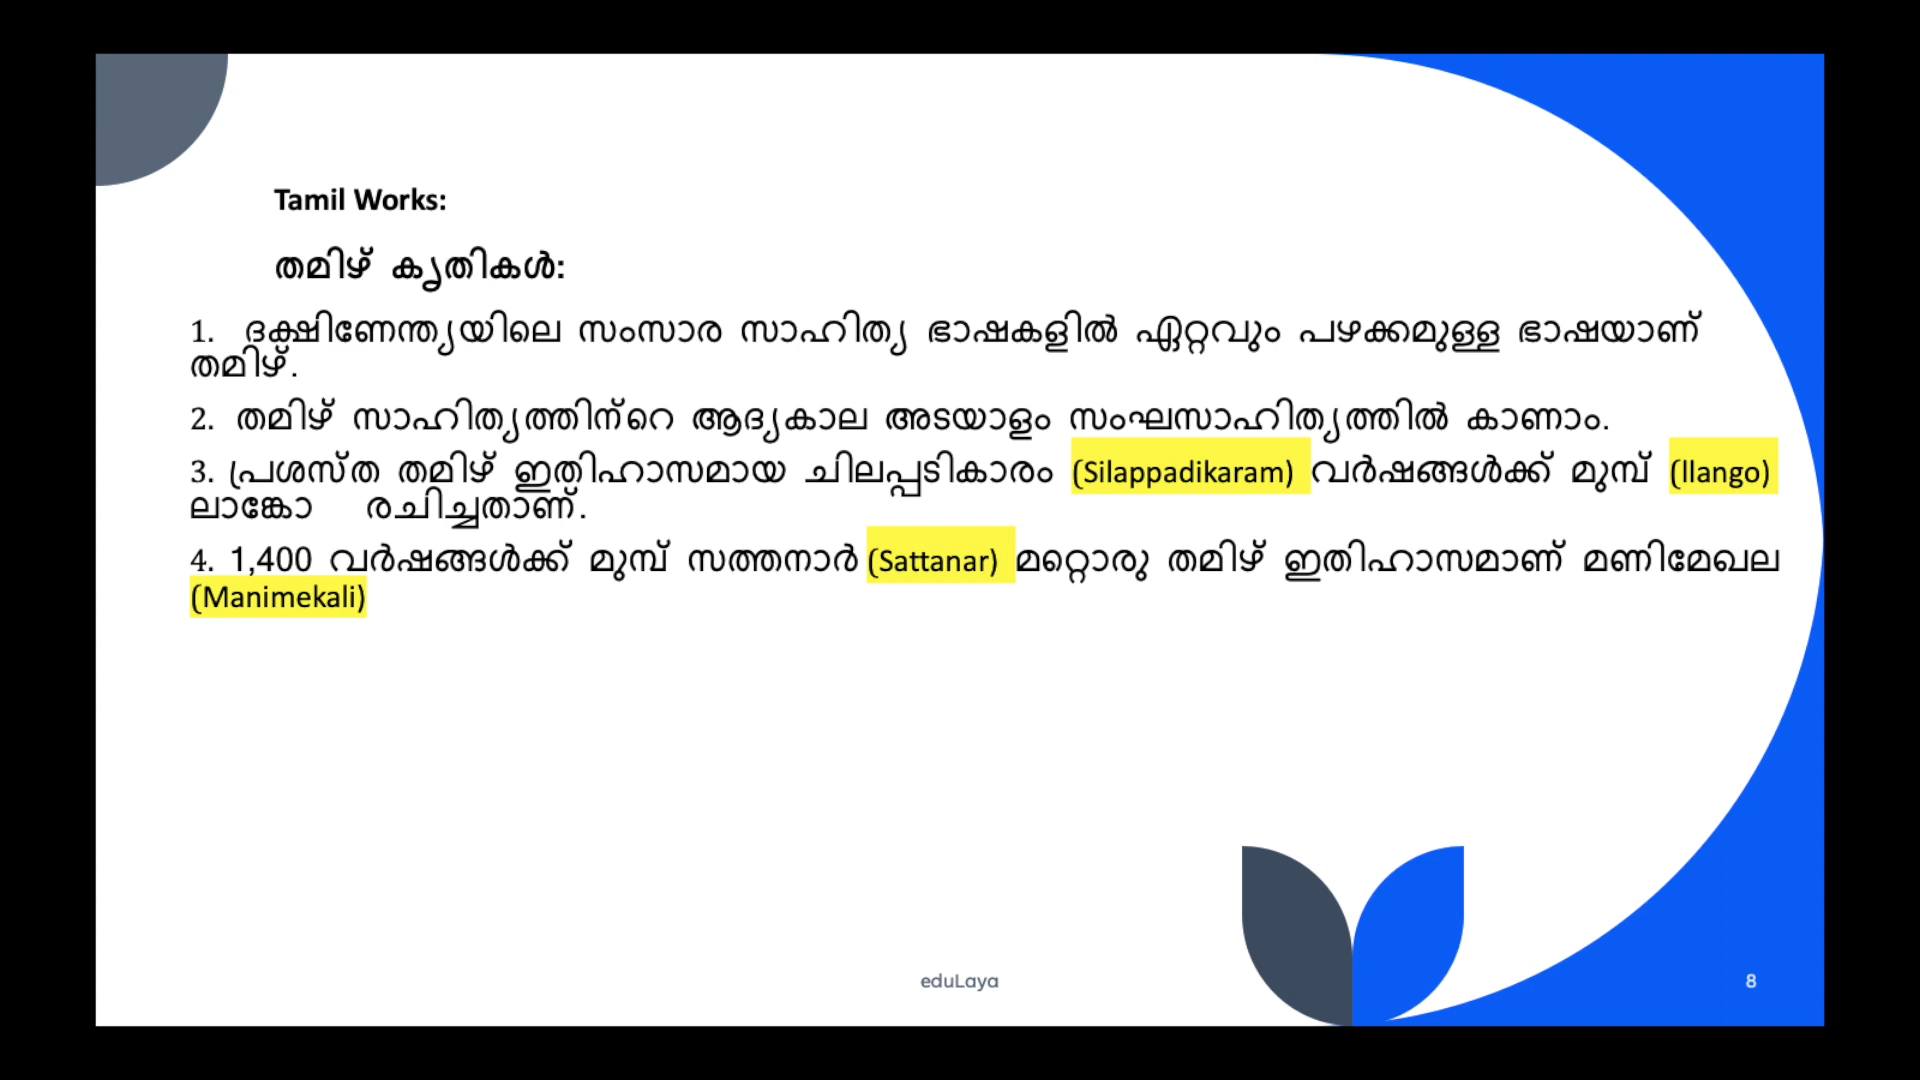 Tamil Works:
തമിഴ് കൃതികൾ:
1. ദക്ഷിണേന്ത്യയിലെ സംസാര സാഹിത്യ ഭാഷകളിൽ ഏറ്റവും പഴക്കമുള്ള ഭാഷയാണ്
തമിഴ്.
2. തമിഴ് സാഹിത്യത്തിന്റെ ആദ്യകാല അടയാളം സംഘസാഹിത്യത്തിൽ കാണാം.
3. പ്രശസ്ത തമിഴ് ഇതിഹാസമായ ചിലപ്പടികാരം (Silappadikaram) വർഷങ്ങൾക്ക് മുമ്പ് (llango)
ലാങ്കോ രചിച്ചതാണ്.
4. 1,400 വർഷങ്ങൾക്ക് മുമ്പ് സത്തനാർ (Sattanar) മറ്റൊരു തമിഴ് ഇതിഹാസമാണ് മണിമേഖല
(Manimekali)
eduLaya
8